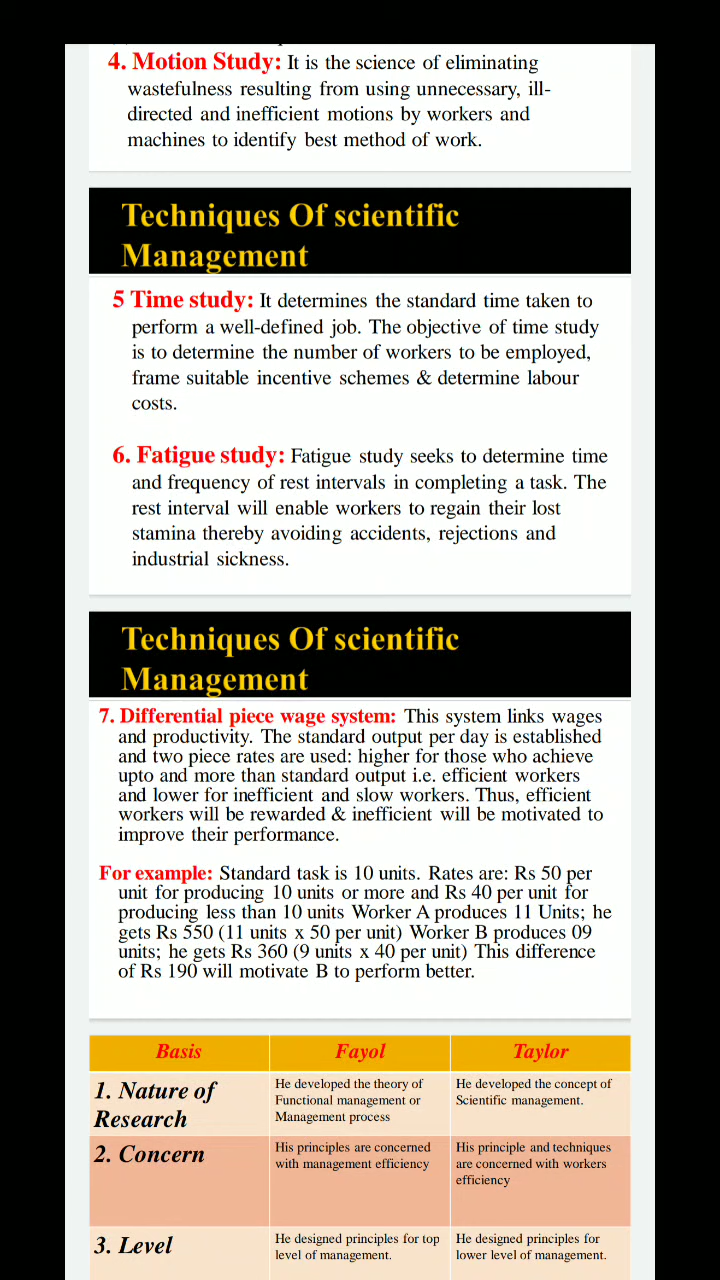 4. Motion Study: It is the science of eliminating
wastefulness resulting from using unnecessary, ill-
directed and inefficient motions by workers and
machines to identify best method of work.
Techniques Of scientific
Management
5 Time study: It determines the standard time taken to
perform a well-defined job. The objective of time study
is to determine the number of workers to be employed,
frame suitable incentive schemes & determine labour
costs.
6. Fatigue study: Fatigue study seeks to determine time
and frequency of rest intervals in completing a task. The
rest interval will enable workers to regain their lost
stamina thereby avoiding accidents, rejections and
industrial sickness.
Techniques Of scientific
Management
7. Differential piece wage system: This system links wages
and productivity. The standard output per day is established
and two piece rates are used: higher for those who achieve
upto and more than standard output i.e. efficient workers
and lower for inefficient and slow workers. Thus, efficient
workers will be rewarded & inefficient will be motivated to
improve their performance.
For example: Standard task is 10 units. Rates are: Rs 50 per
unit for producing 10 units or more and Rs 40 per unit for
producing less than 10 units Worker A produces 11 Units; he
gets Rs 550 (11 units x 50 per unit) Worker B produces 09
units; he gets Rs 360 (9 units x 40 per unit) This difference
of Rs 190 will motivate B to perform better.
Basis Fayol Taylor
1. Nature of
Research
He developed the theory of
Functional management or
Management process
He developed the concept of
Scientific management.
2. Concern
His principles are concerned
with management efficiency
His principle and techniques
are concerned with workers
efficiency
3. Level
He designed principles for top
level of management.
He designed principles for
lower level of management.